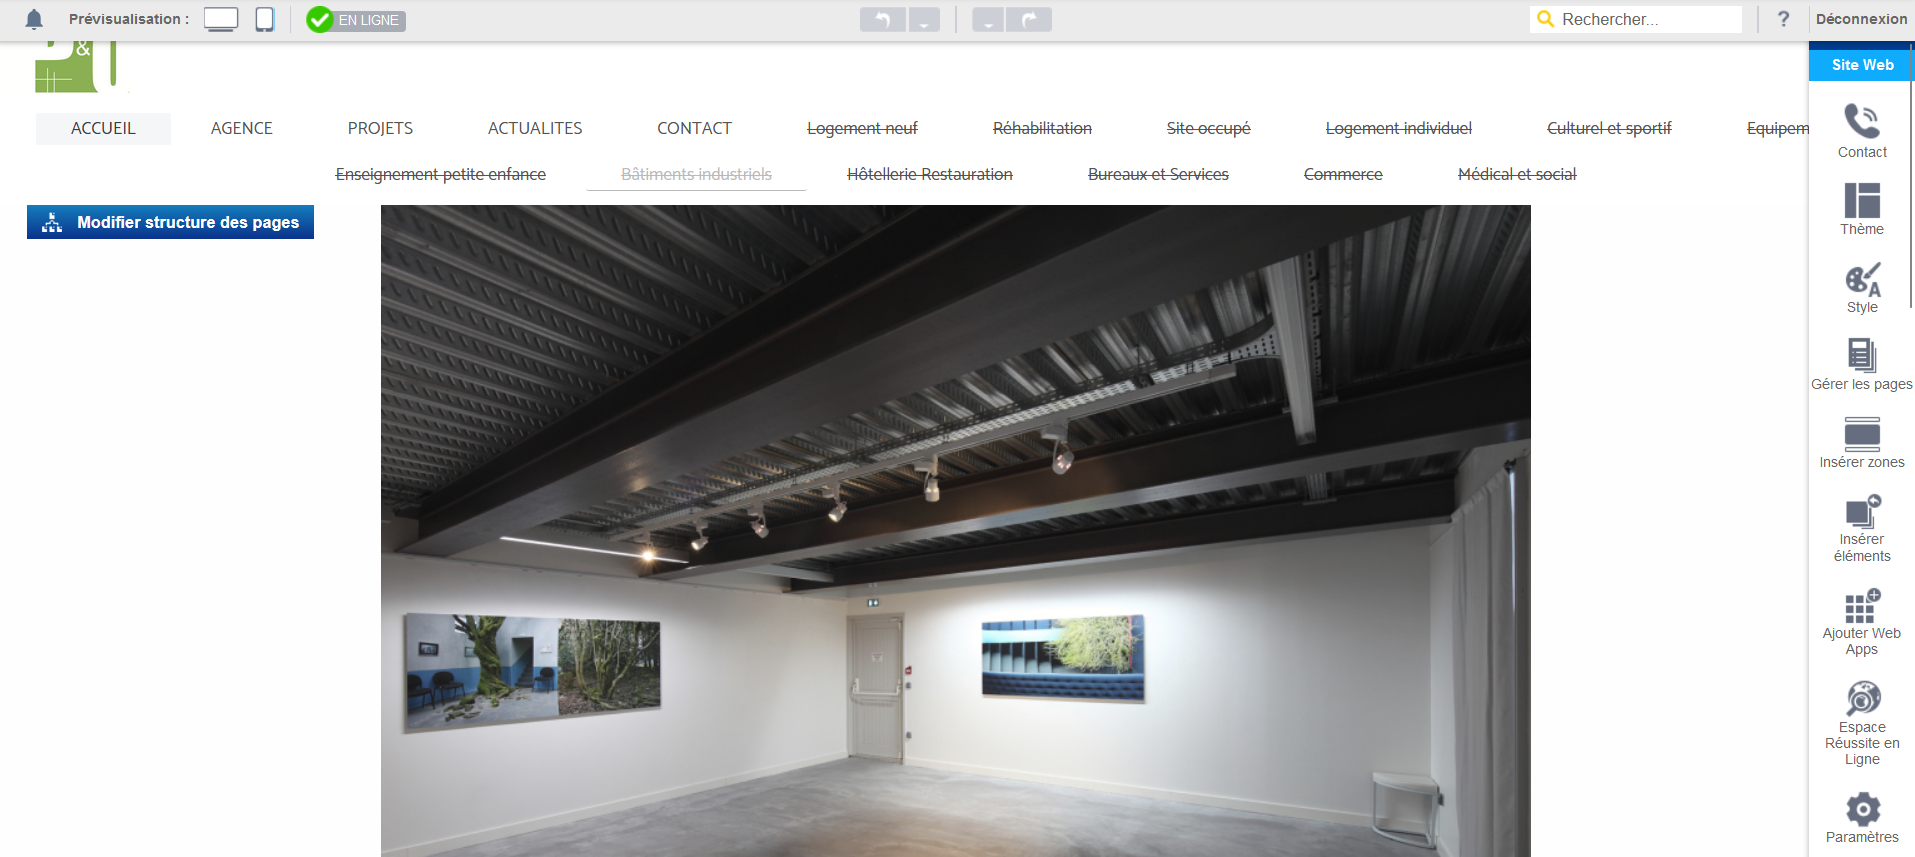 Prévisualisation : EN LIGNE Rechercher... ? Déconnexion
&
Site Web
ACCUEIL AGENCE PROJETS ACTUALITES CONTACT Logement neuf Réhabilitation Site occupé Logement individuel Culturel et sportif Equipem
Enseignement petite enfance Bâtiments industriels Hôtellerie Restauration Bureaux et Services Commerce Médical et social
Modifier structure des pages
Contact
Thème
Style
Gérer les pages
Insérer zones
Insérer
éléments
Ajouter Web
Apps
Espace
Réussite en
Ligne
Paramètres